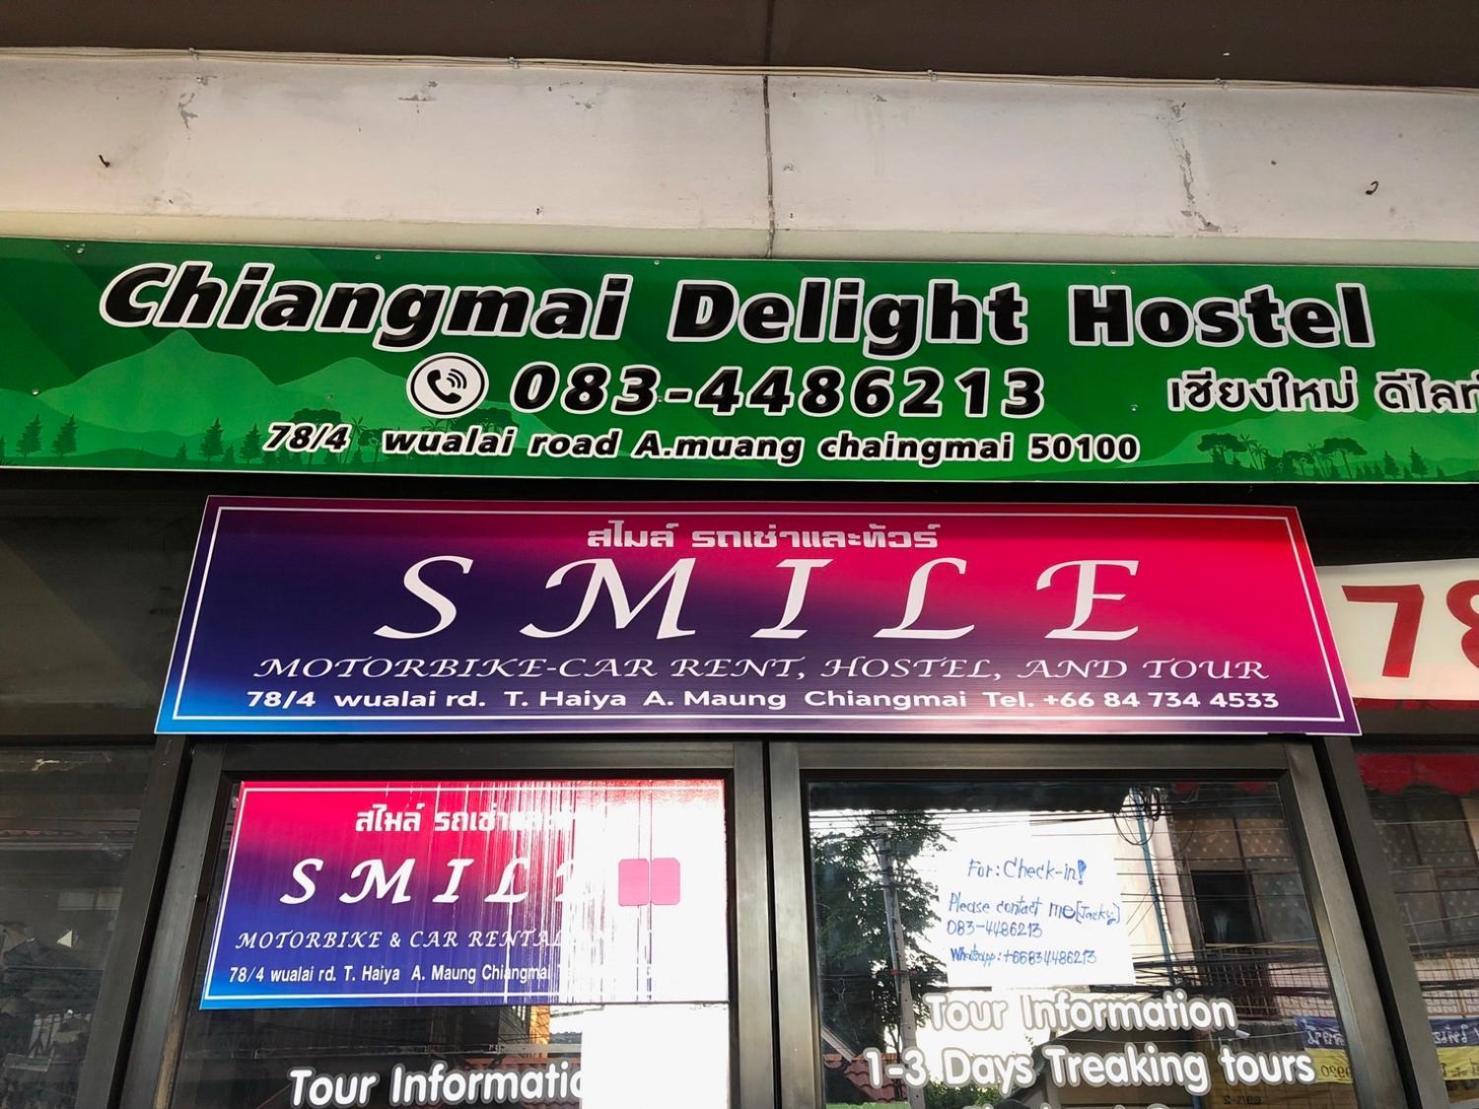 Chiangmai Delight Hostel
083-4486213
เชียงใหม่ ดีไลท์
78/4 wualai road A.muang chaingmai 50100
สไมล์ รถเช่าและทัวร์
SMILE
MOTORBIKE-CAR RENT, HOSTEL, AND TOUR
78/4 wualai rd. T. Haiya A. Maung Chiangmai Tel. +66 84 734 4533
78
สไมล์ รถเช่า
SMIL
MOTORBIKE & CAR RENTAL
78/4 wualai rd. T. Haiya A. Maung Chiangmai
Tour Informatio
For: Check-in!
Please contact me [Jacky]
083-4486213
Whatsapp: +66834486213
Tour Information
1-3 Days Treaking tours